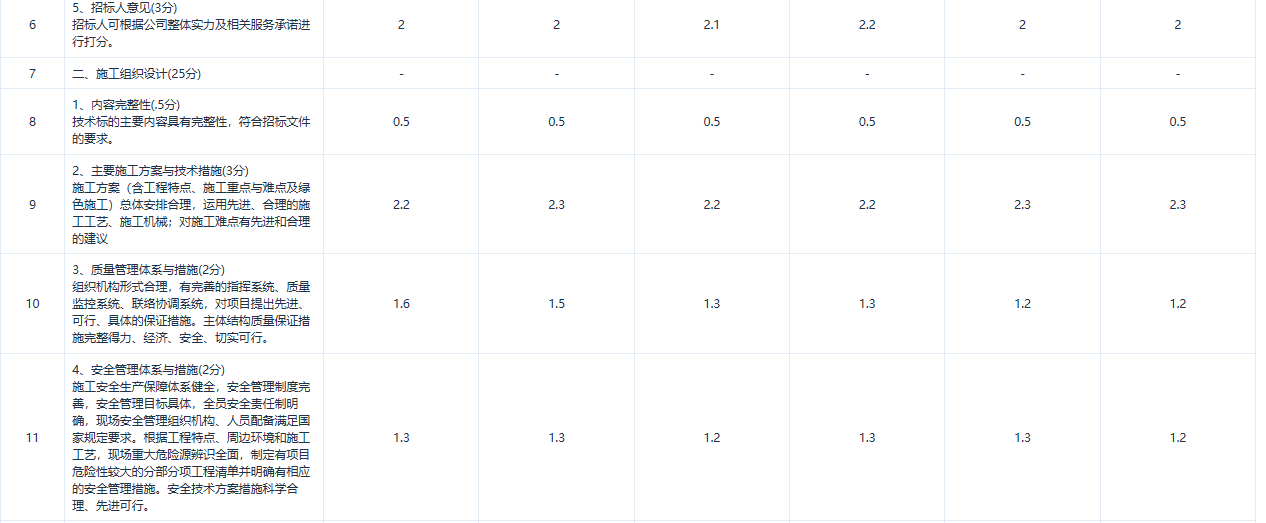 5、招标人意见(3分)
6 招标人可根据公司整体实力及相关服务承诺进 2 2 2.1 2.2 2 2
行打分。
7 二、施工组织设计(25分) - - - - - -
1、内容完整性(.5分)
8 技术标的主要内容具有完整性，符合招标文件 0.5 0.5 0.5 0.5 0.5 0.5
的要求。
2、主要施工方案与技术措施(3分)
施工方案（含工程特点、施工重点与难点及绿
9 色施工）总体安排合理，运用先进、合理的施 2.2 2.3 2.2 2.2 2.3 2.3
工工艺、施工机械；对施工难点有先进和合理
的建议
3、质量管理体系与措施(2分)
组织机构形式合理，有完善的指挥系统、质量
10 监控系统、联络协调系统，对项目提出先进、 1.6 1.5 1.3 1.3 1.2 1.2
可行、具体的保证措施。主体结构质量保证措
施完整得力、经济、安全、切实可行。
4、安全管理体系与措施(2分)
施工安全生产保障体系健全，安全管理制度完
善，安全管理目标具体，全员安全责任制明
确，现场安全管理组织机构、人员配备满足国
11 家规定要求。根据工程特点、周边环境和施工 1.3 1.3 1.2 1.3 1.3 1.2
工艺，现场重大危险源辨识全面，制定有项目
危险性较大的分部分项工程清单并明确有相应
的安全管理措施。安全技术方案措施科学合
理、先进可行。